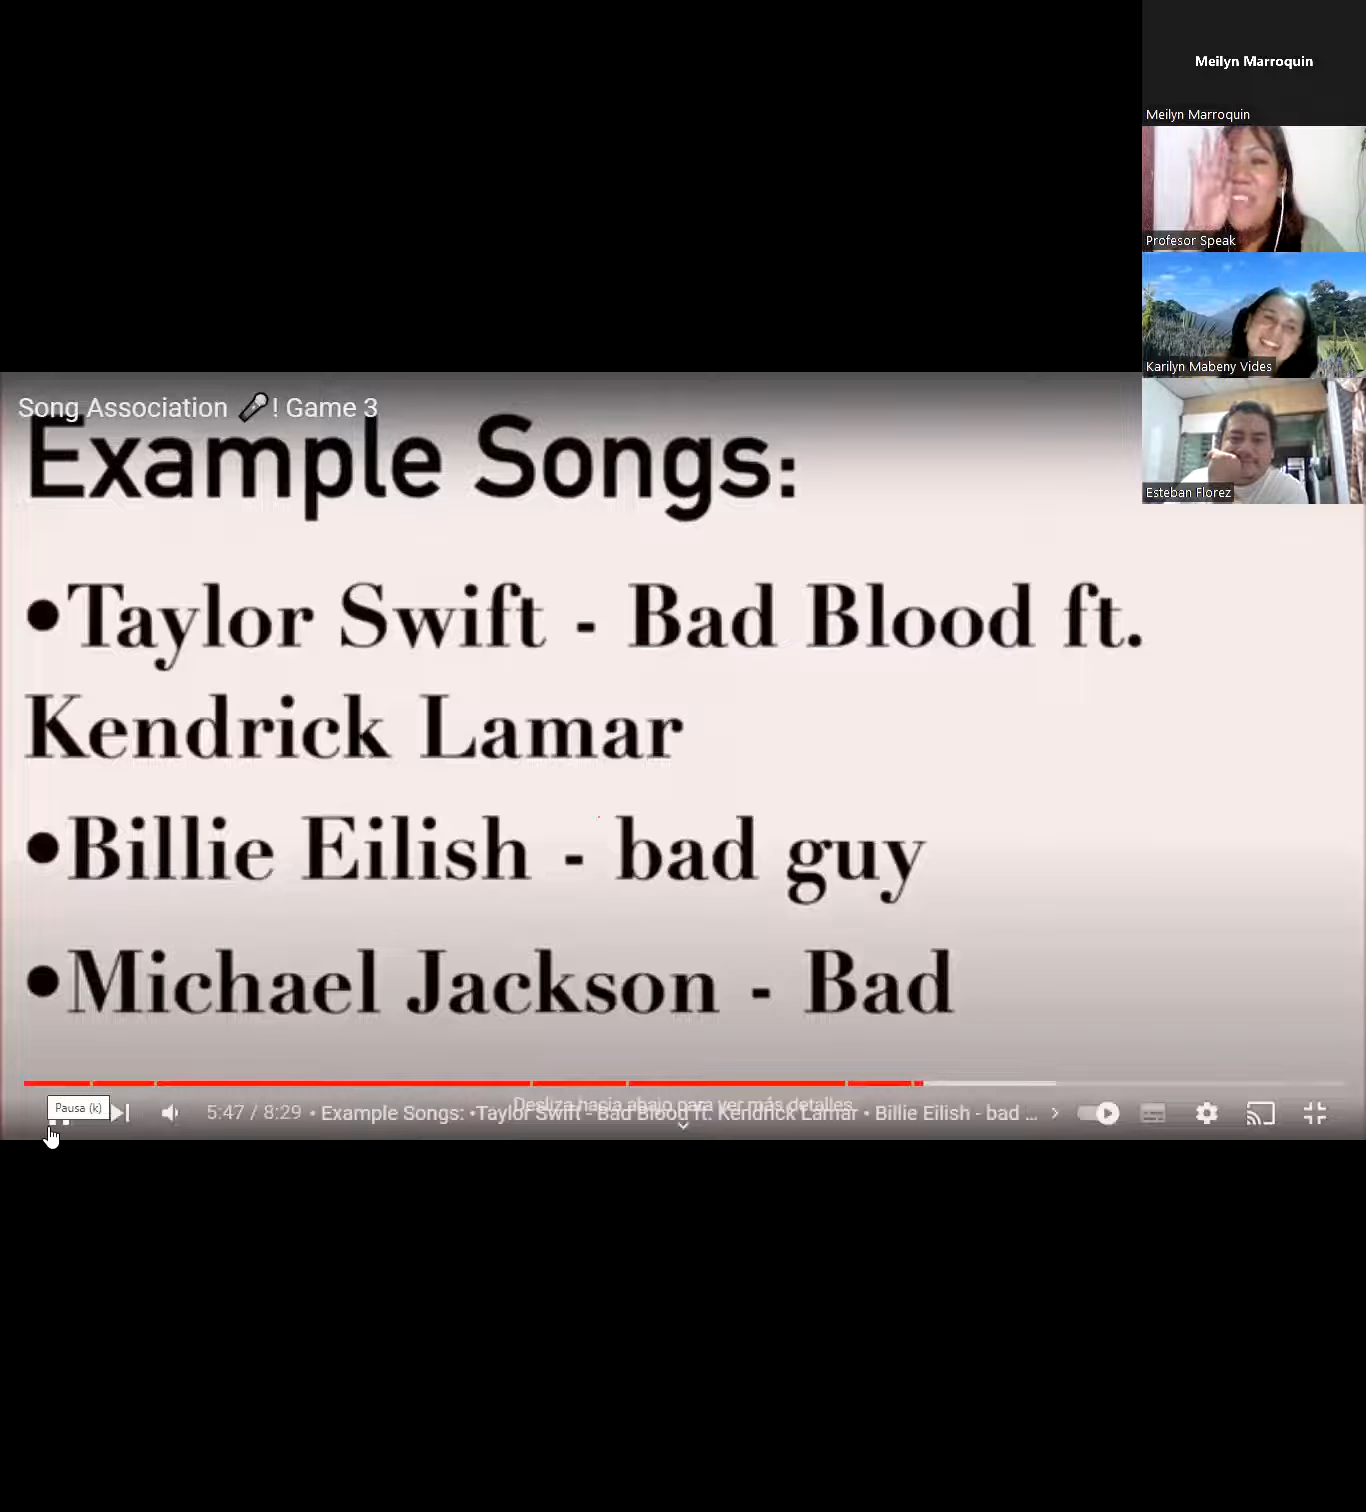 Meilyn Marroquin
Meilyn Marroquin
Profesor Speak
Karilyn Mabeny Vides
Esteban Florez
Song Association 🎤! Game 3
Example Songs:
•Taylor Swift - Bad Blood ft.
Kendrick Lamar
•Billie Eilish - bad guy
•Michael Jackson - Bad
Pausa (k)
Desliza hacia abajo para ver más detalles
5:47 / 8:29 • Example Songs: •Taylor Swift - Bad Blood ft. Kendrick Lamar • Billie Eilish - bad ...